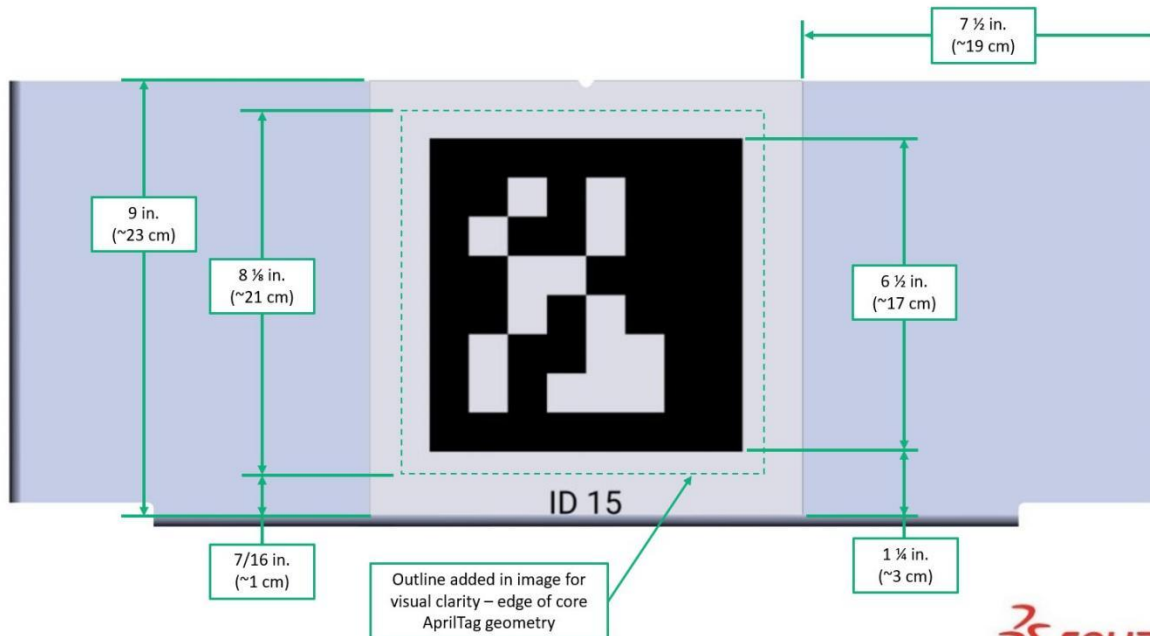 7 ½ in.
(~19 cm)
9 in.
(~23 cm)
8 ⅛ in.
(~21 cm)
6 ½ in.
(~17 cm)
ID 15
7/16 in.
(~1 cm)
Outline added in image for
visual clarity – edge of core
AprilTag geometry
1 ¼ in.
(~3 cm)